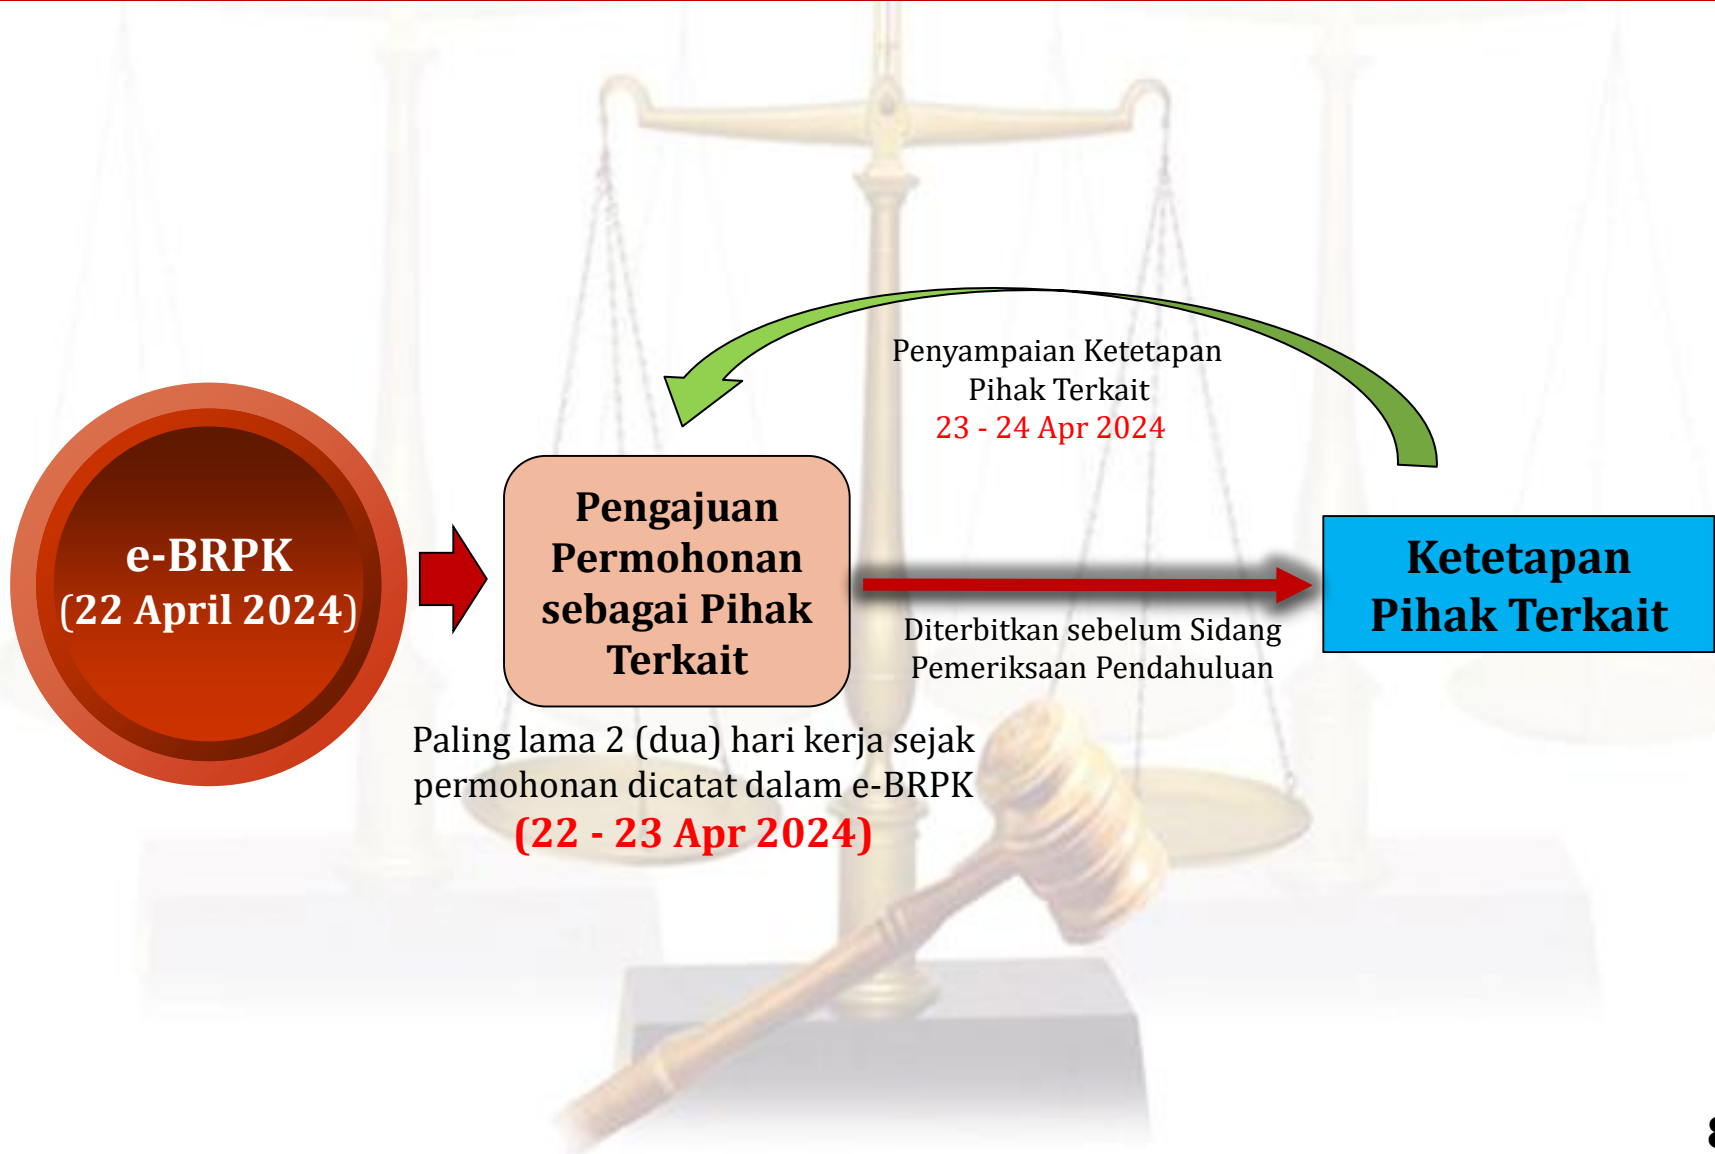 e-BRPK
(22 April 2024)
Pengajuan
Permohonan
sebagai Pihak
Terkait
Paling lama 2 (dua) hari kerja sejak
permohonan dicatat dalam e-BRPK
(22 - 23 Apr 2024)
Penyampaian Ketetapan
Pihak Terkait
23 - 24 Apr 2024
Diterbitkan sebelum Sidang
Pemeriksaan Pendahuluan
Ketetapan
Pihak Terkait